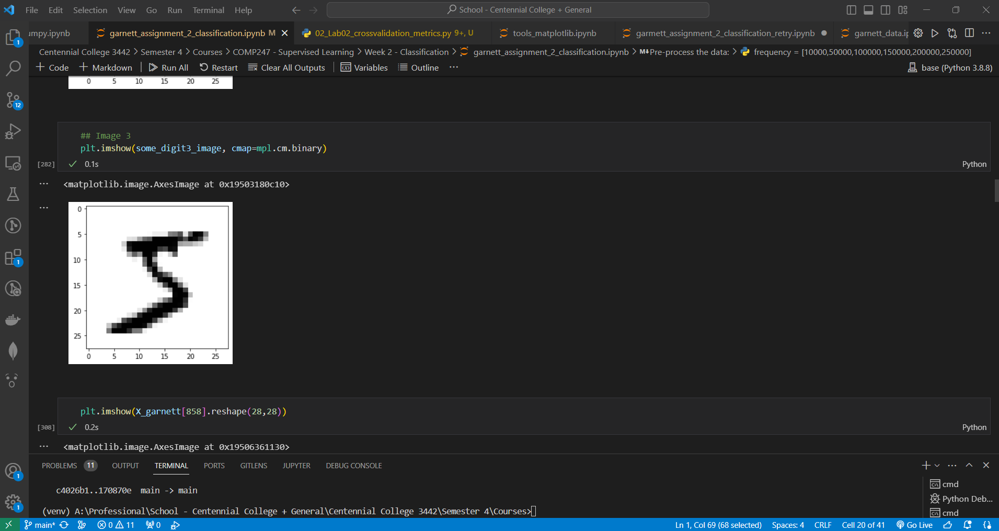 File Edit Selection View Go Run Terminal Help
School - Centennial College + General
umpy.ipynb garnett_assignment_2_classification.ipynb M 02_Lab02_crossvalidation_metrics.py 9+, U tools_matplotlib.ipynb garmett_assignment_2_classification_retry.ipynb garnett_data.ip
Centennial College 3442 > Semester 4 > Courses > COMP247 - Supervised Learning > Week 2 - Classification > garnett_assignment_2_classification.ipynb > M↓Pre-process the data: > frequency = [10000,50000,100000,150000,200000,250000]
+ Code + Markdown | Run All Restart Clear All Outputs | Variables Outline ···
base (Python 3.8.8)
0 5 10 15 20 25
## Image 3
plt.imshow(some_digit3_image, cmap=mpl.cm.binary)
[282] 0.1s Python
<matplotlib.image.AxesImage at 0x19503180c10>
0
5
10
15
20
25
0 5 10 15 20 25
plt.imshow(X_garnett[858].reshape(28,28))
[308] 0.2s Python
<matplotlib.image.AxesImage at 0x19506361130>
PROBLEMS 11 OUTPUT TERMINAL PORTS GITLENS JUPYTER DEBUG CONSOLE
c4026b1..170870e main -> main
(venv) A:\Professional\School - Centennial College + General\Centennial College 3442\Semester 4\Courses>
cmd
Python Deb...
cmd
1
12
1
1
1
main* 0 11 0 Ln 1, Col 69 (68 selected) Spaces: 4 CRLF Cell 20 of 41 Go Live